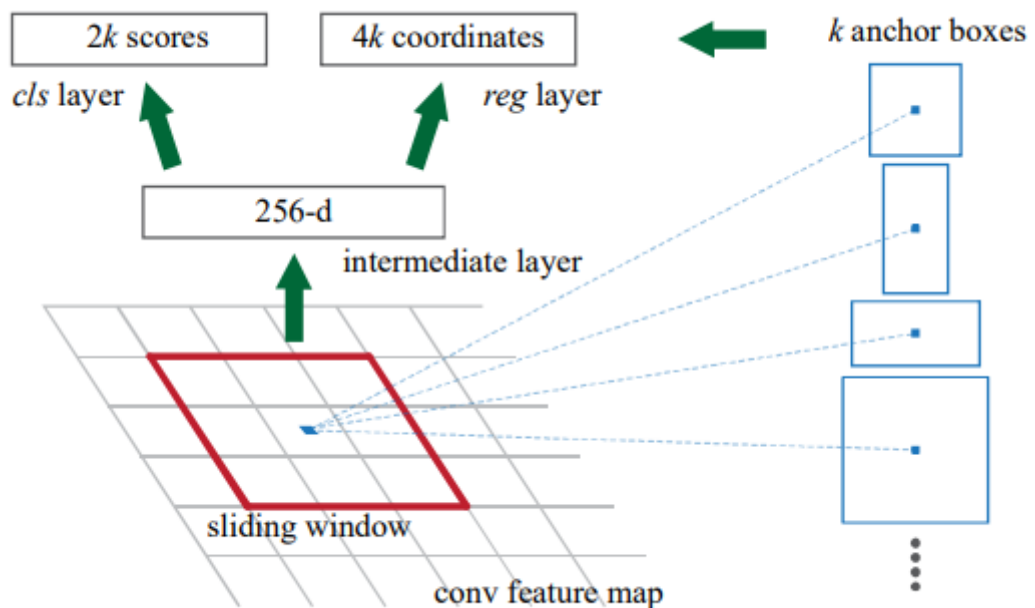 2k scores
4k coordinates
k anchor boxes
cls layer
reg layer
256-d
intermediate layer
sliding window
conv feature map